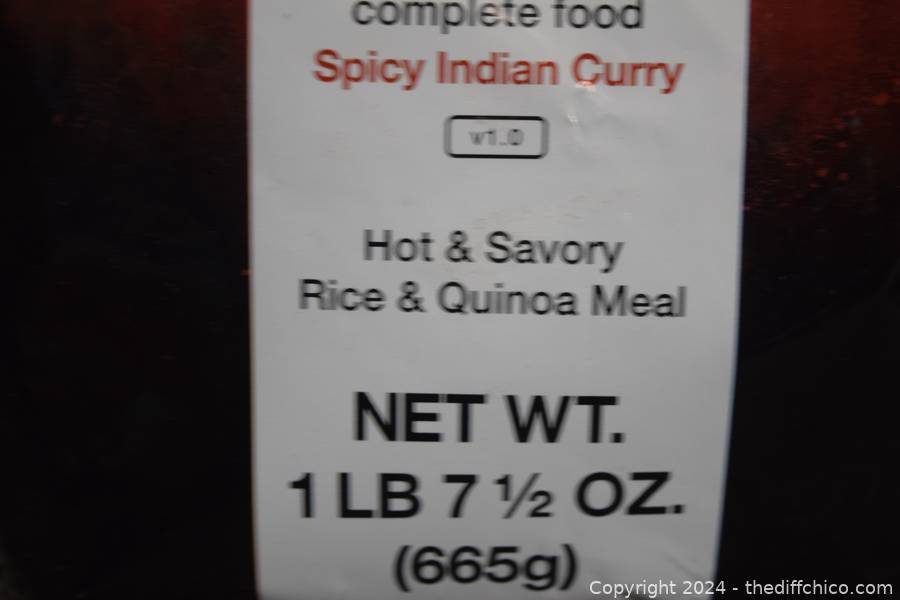 complete food
Spicy Indian Curry
v1.0
Hot & Savory
Rice & Quinoa Meal
NET WT.
1 LB 7 ½ OZ.
(665g)
Copyright 2024 - thediffchico.com